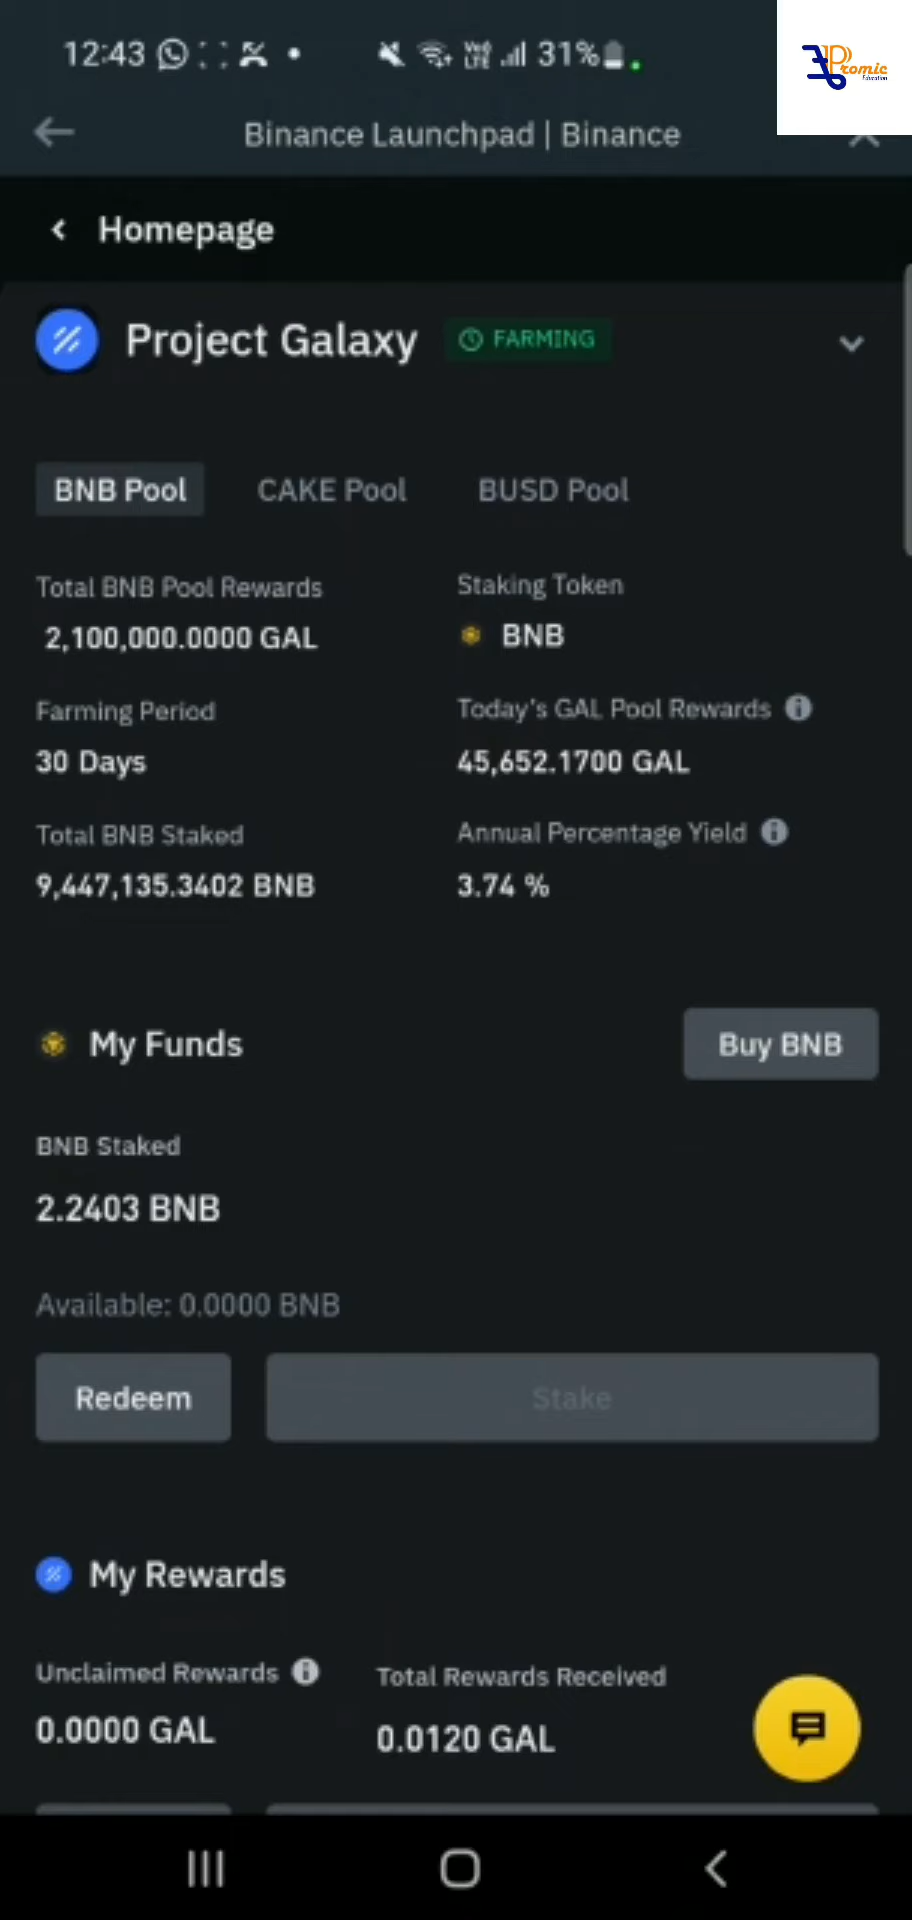 12:43 31%
Promic
Education
Binance Launchpad | Binance
Homepage
Project Galaxy FARMING
BNB Pool CAKE Pool BUSD Pool
Total BNB Pool Rewards Staking Token
2,100,000.0000 GAL BNB
Farming Period Today's GAL Pool Rewards
30 Days 45,652.1700 GAL
Total BNB Staked Annual Percentage Yield
9,447,135.3402 BNB 3.74 %
My Funds Buy BNB
BNB Staked
2.2403 BNB
Available: 0.0000 BNB
Redeem Stake
My Rewards
Unclaimed Rewards Total Rewards Received
0.0000 GAL 0.0120 GAL